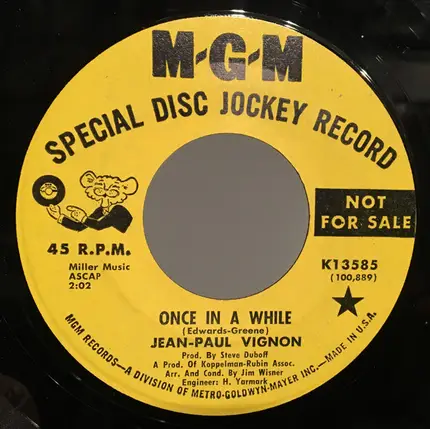 M-G-M
SPECIAL DISC JOCKEY RECORD
NOT
FOR SALE
45 R.P.M.
Miller Music
ASCAP
2:02
K13585
(100,889)
ONCE IN A WHILE
(Edwards-Greene)
JEAN-PAUL VIGNON
Prod. By Steve Duboff
A Prod. Of Koppelman-Rubin Assoc.
Arr. And Cond. By Jim Wisner
Engineer: H. Yarmark
MGM RECORDS—A DIVISION OF METRO-GOLDWYN-MAYER INC.—MADE IN U.S.A.